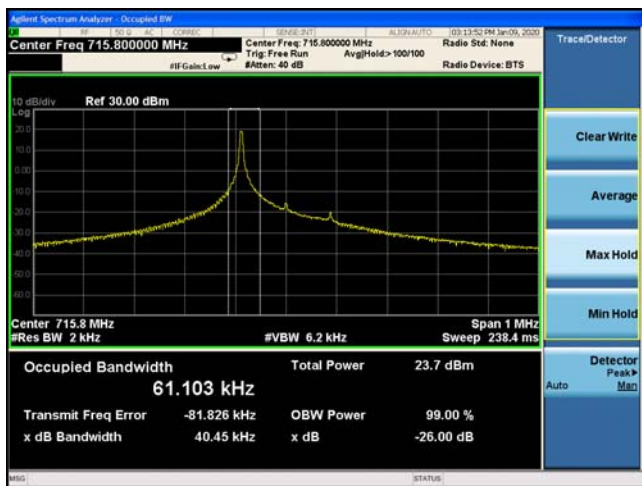 Agilent Spectrum Analyzer - Occupied BW
RF 50 Ω AC CORREC SENSE:INT ALIGN AUTO 03:13:52 PM Jan 09, 2020
Center Freq 715.800000 MHz Center Freq: 715.800000 MHz Radio Std: None Trace/Detector
Trig: Free Run Avg|Hold:>100/100
#IFGain:Low #Atten: 40 dB Radio Device: BTS
10 dB/div Ref 30.00 dBm
Log
20.0
10.0
0.00
10.0
20.0
30.0
40.0
50.0
60.0
Clear Write
Average
Max Hold
Min Hold
Center 715.8 MHz Span 1 MHz
#Res BW 2 kHz #VBW 6.2 kHz Sweep 238.4 ms
Occupied Bandwidth Total Power 23.7 dBm
61.103 kHz
Transmit Freq Error -81.826 kHz OBW Power 99.00 %
x dB Bandwidth 40.45 kHz x dB -26.00 dB
Detector
Peak▶
Auto Man
MSG STATUS